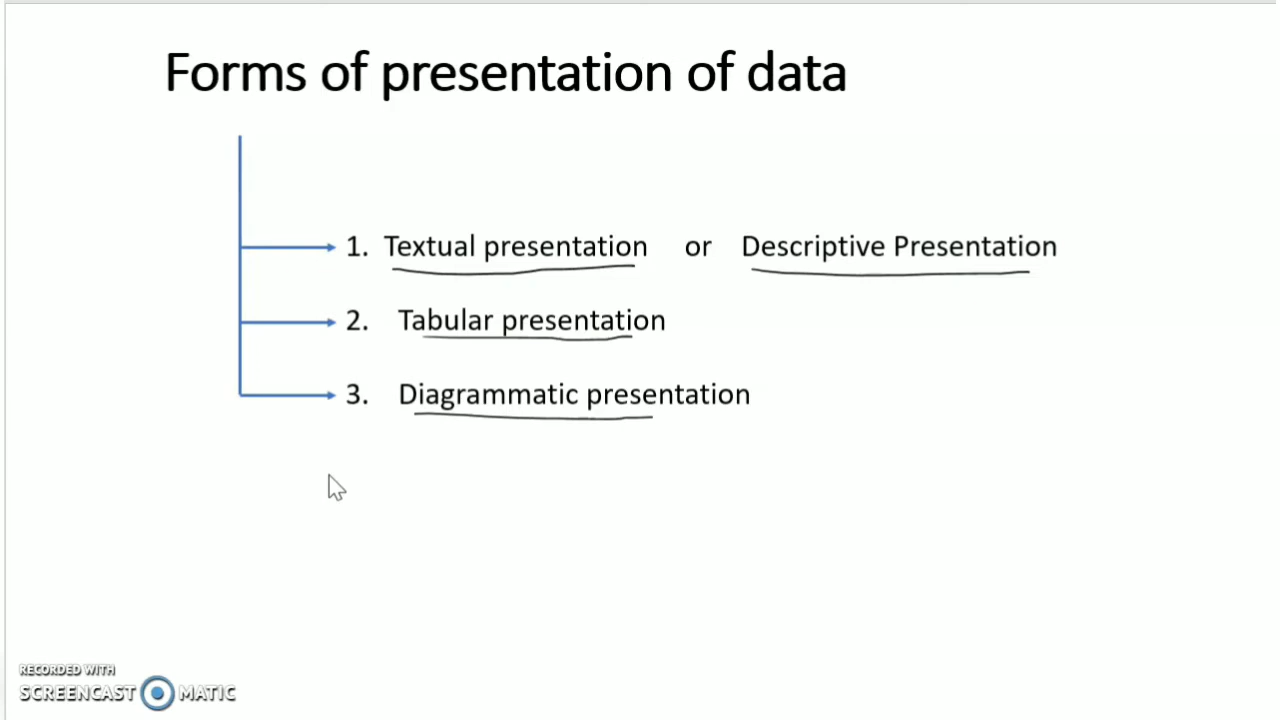 Forms of presentation of data
1. Textual presentation or Descriptive Presentation
2. Tabular presentation
3. Diagrammatic presentation
RECORDED WITH
SCREENCAST MATIC